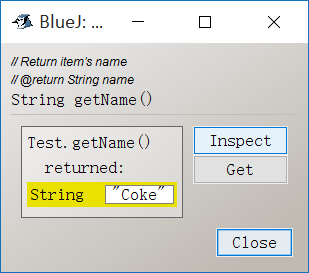 BlueJ: ...
// Return item's name
// @return String name
String getName()
Test.getName()
returned:
String "Coke"
Inspect
Get
Close